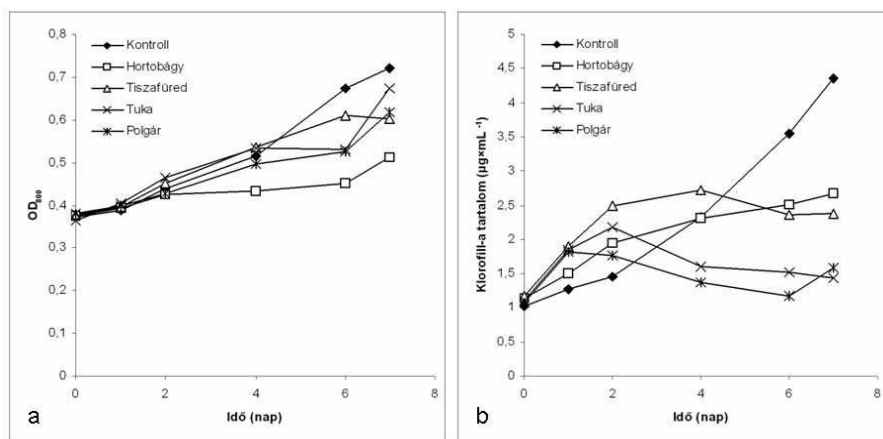 0,8
0,7
0,6
0,5
0,4
0,3
0,2
0,1
0
OD800
Kontroll
Hortobágy
Tiszafüred
Tuka
Polgár
0 2 4 6 8
Idő (nap)
a
5
4,5
4
3,5
3
2,5
2
1,5
1
0,5
0
Klorofill-a tartalom (µg×mL -1)
Kontroll
Hortobágy
Tiszafüred
Tuka
Polgár
0 2 4 6 8
Idő (nap)
b